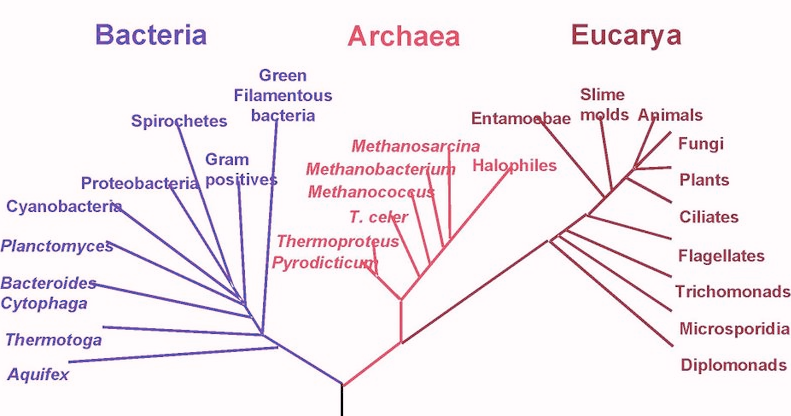 Bacteria
Archaea
Eucarya
Green
Filamentous
bacteria
Spirochetes
Gram
positives
Proteobacteria
Cyanobacteria
Planctomyces
Bacteroides
Cytophaga
Thermotoga
Aquifex
Methanosarcina
Methanobacterium
Halophiles
Methanococcus
T. celer
Thermoproteus
Pyrodicticum
Entamoebae
Slime
molds
Animals
Fungi
Plants
Ciliates
Flagellates
Trichomonads
Microsporidia
Diplomonads